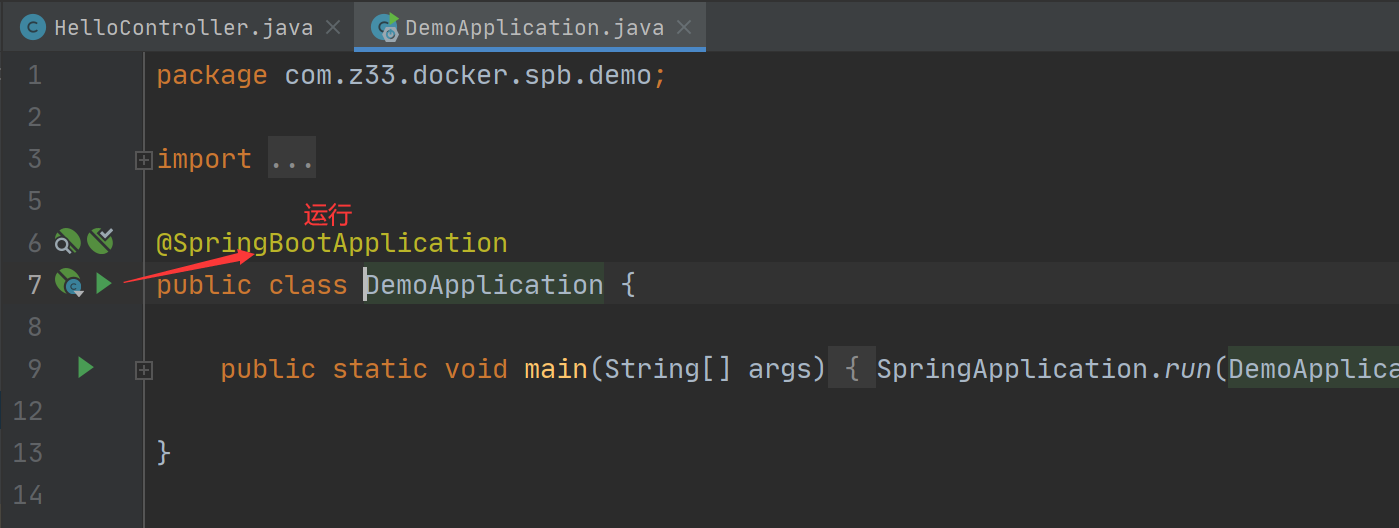 HelloController.java DemoApplication.java
1 package com.z33.docker.spb.demo;
2
3 import ...
5
运行
6 @SpringBootApplication
7 public class DemoApplication {
8
9 public static void main(String[] args) { SpringApplication.run(DemoApplica
12
13 }
14